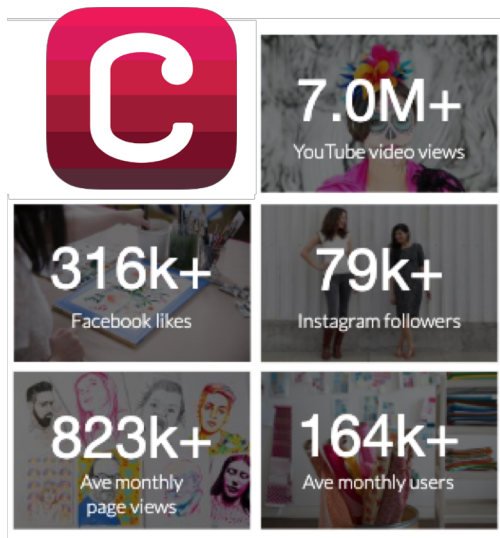 C
7.0M+
YouTube video views
316k+
Facebook likes
79k+
Instagram followers
823k+
Ave monthly
page views
164k+
Ave monthly users